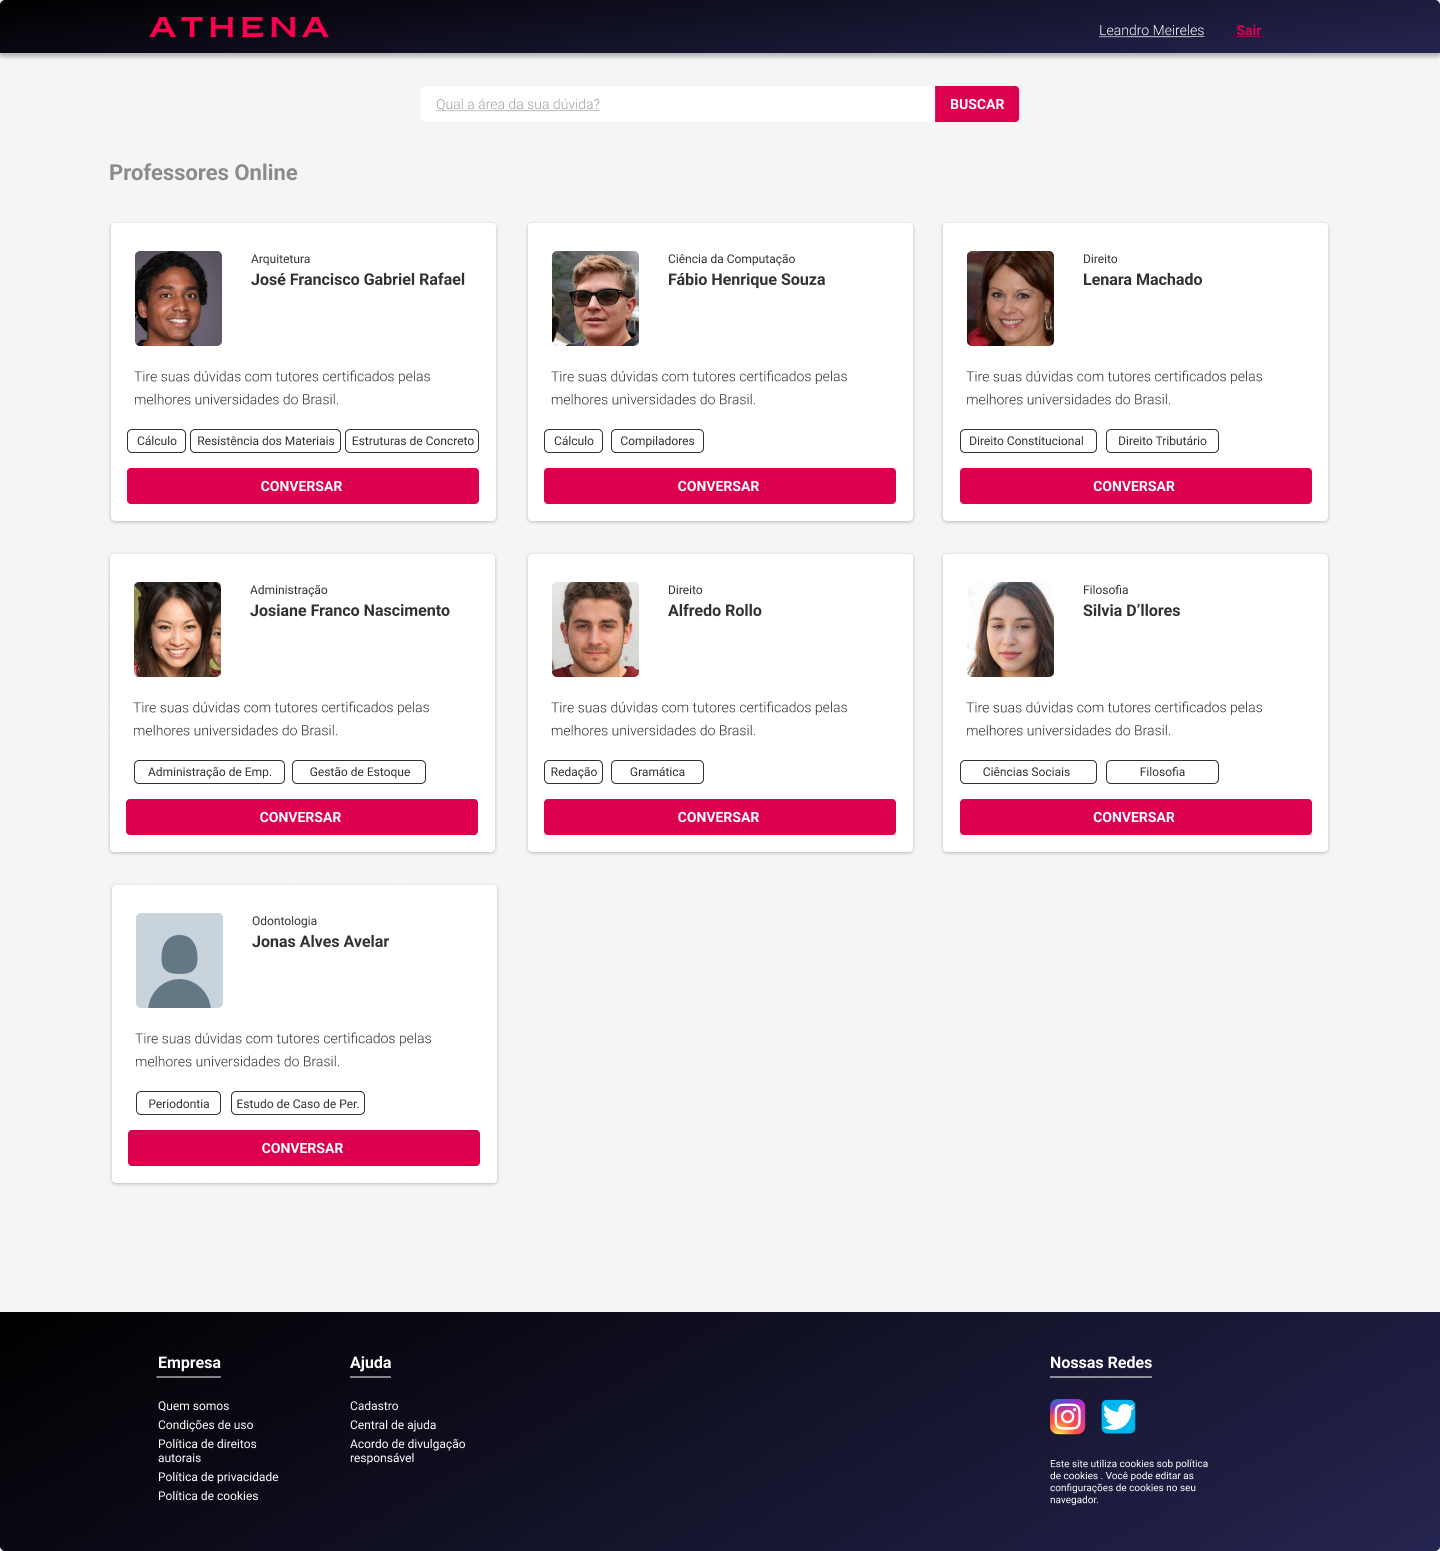 ATHENA
Leandro Meireles
Sair
Qual a área da sua dúvida?
BUSCAR
Professores Online
Arquitetura
José Francisco Gabriel Rafael
Tire suas dúvidas com tutores certificados pelas
melhores universidades do Brasil.
Cálculo
Resistência dos Materiais
Estruturas de Concreto
CONVERSAR
Ciência da Computação
Fábio Henrique Souza
Tire suas dúvidas com tutores certificados pelas
melhores universidades do Brasil.
Cálculo
Compiladores
CONVERSAR
Direito
Lenara Machado
Tire suas dúvidas com tutores certificados pelas
melhores universidades do Brasil.
Direito Constitucional
Direito Tributário
CONVERSAR
Administração
Josiane Franco Nascimento
Tire suas dúvidas com tutores certificados pelas
melhores universidades do Brasil.
Administração de Emp.
Gestão de Estoque
CONVERSAR
Direito
Alfredo Rollo
Tire suas dúvidas com tutores certificados pelas
melhores universidades do Brasil.
Redação
Gramática
CONVERSAR
Filosofia
Silvia D’llores
Tire suas dúvidas com tutores certificados pelas
melhores universidades do Brasil.
Ciências Sociais
Filosofia
CONVERSAR
Odontologia
Jonas Alves Avelar
Tire suas dúvidas com tutores certificados pelas
melhores universidades do Brasil.
Periodontia
Estudo de Caso de Per.
CONVERSAR
Empresa
Quem somos
Condições de uso
Política de direitos
autorais
Política de privacidade
Política de cookies
Ajuda
Cadastro
Central de ajuda
Acordo de divulgação
responsável
Nossas Redes
Este site utiliza cookies sob política
de cookies . Você pode editar as
configurações de cookies no seu
navegador.